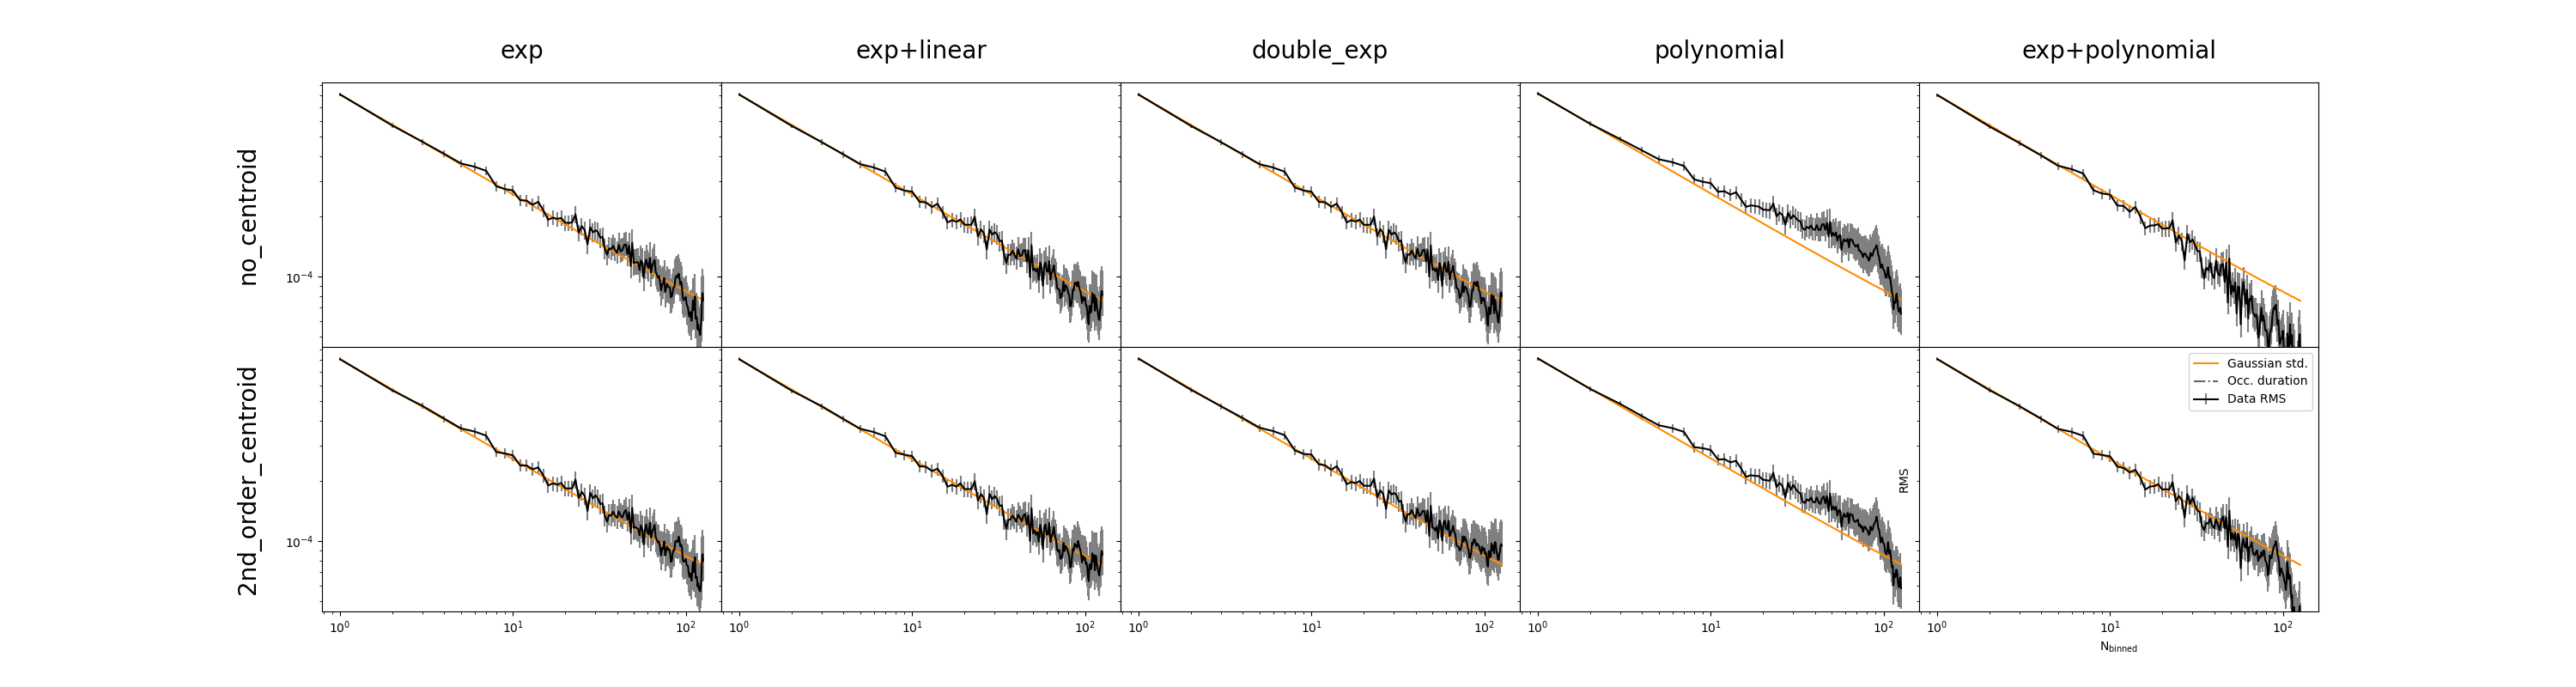 exp exp+linear double_exp polynomial exp+polynomial
no_centroid
10⁻⁴
2nd_order_centroid
10⁻⁴
RMS
Gaussian std.
Occ. duration
Data RMS
10⁰ 10¹ 10² 10⁰ 10¹ 10² 10⁰ 10¹ 10² 10⁰ 10¹ 10² 10⁰ 10¹ 10²
N_binned